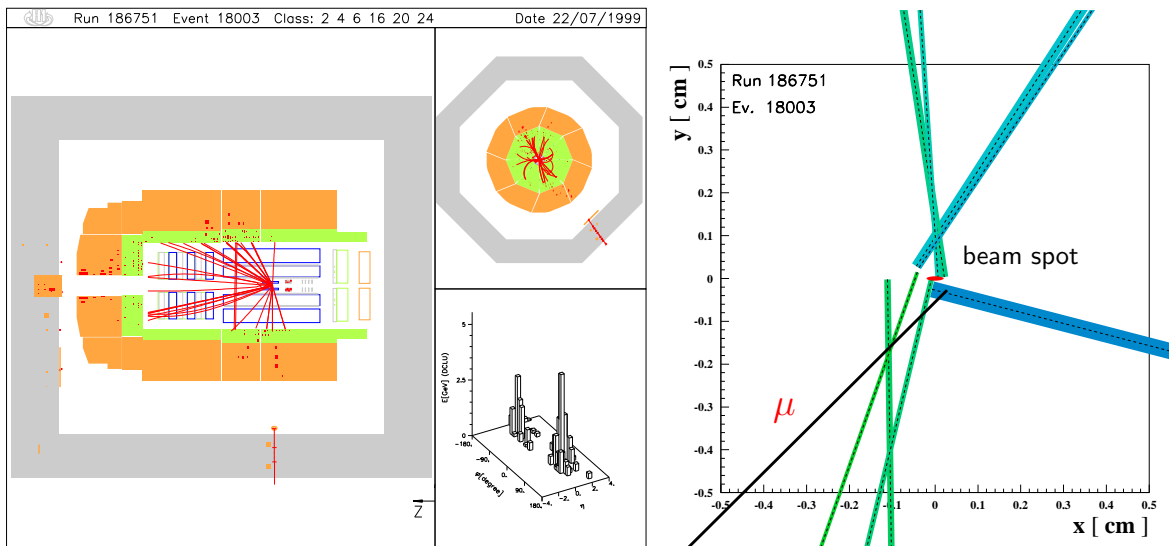 Run 186751 Event 18003 Class: 2 4 6 16 20 24 Date 22/07/1999
Z
E[GeV] (DCLU)
5
2.5
0
-180.
-90.
0.
90.
180.
φ[degree]
-4.
-2.
0
2.
4.
η
Run 186751
Ev. 18003
y [ cm ]
0.5
0.4
0.3
0.2
0.1
0
-0.1
-0.2
-0.3
-0.4
-0.5
beam spot
μ
-0.5 -0.4 -0.3 -0.2 -0.1 0 0.1 0.2 0.3 0.4 0.5
x [ cm ]